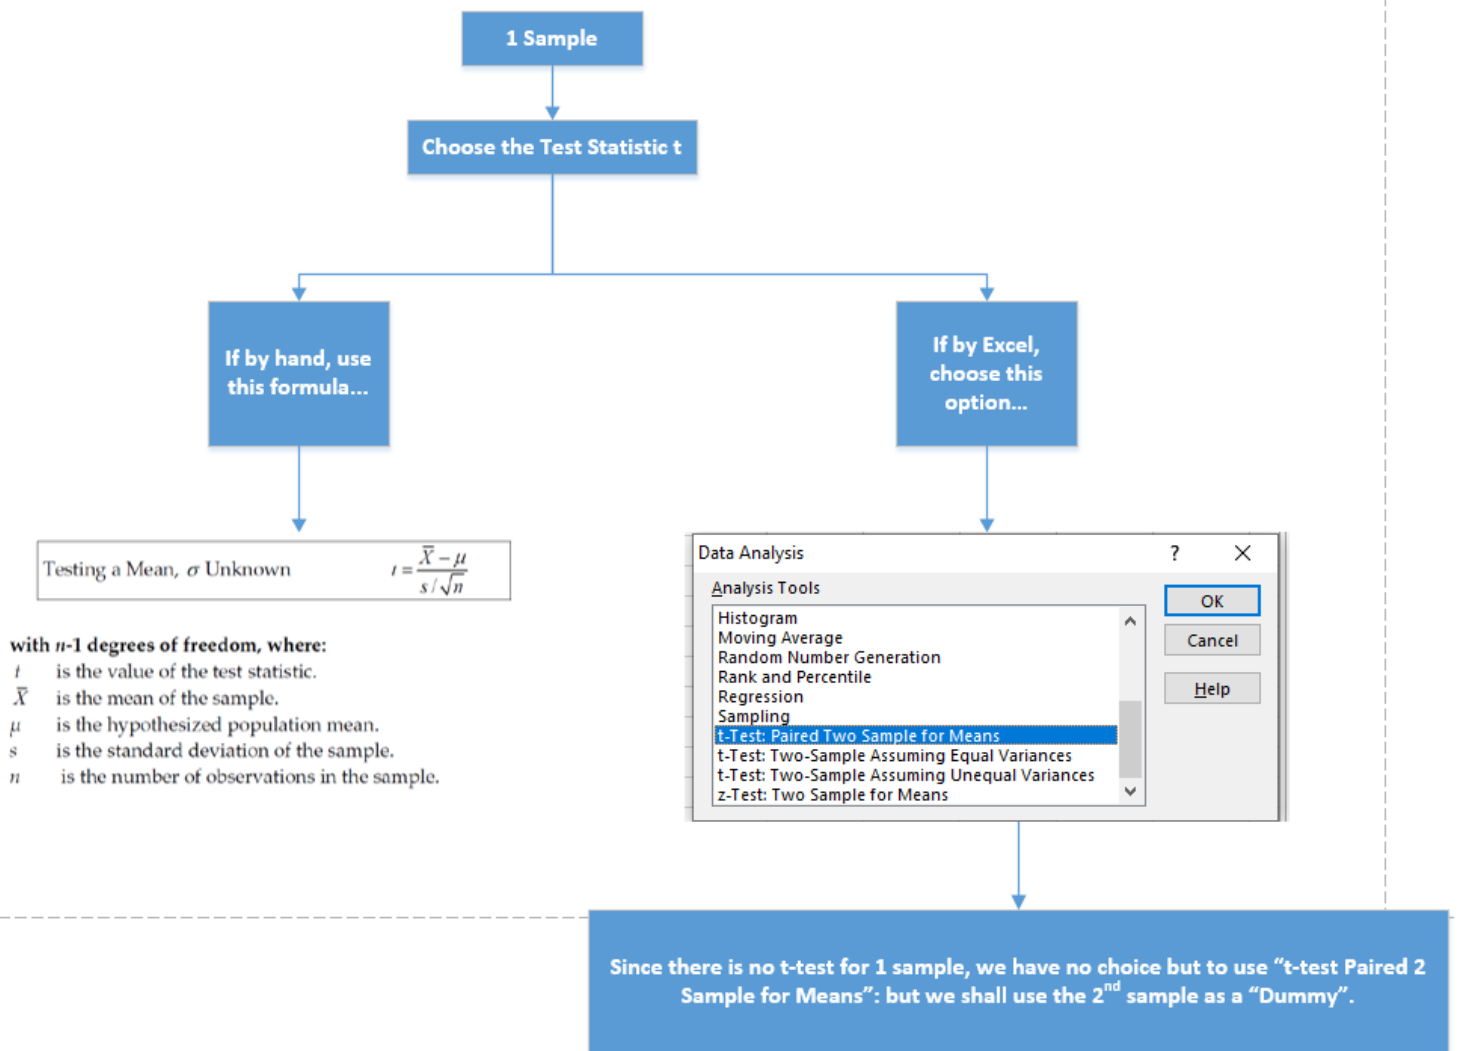 1 Sample
Choose the Test Statistic t
If by hand, use
this formula...
If by Excel,
choose this
option...
Testing a Mean, σ Unknown t = X̄ − μ / s / √n
with n-1 degrees of freedom, where:
t is the value of the test statistic.
X̄ is the mean of the sample.
μ is the hypothesized population mean.
s is the standard deviation of the sample.
n is the number of observations in the sample.
Data Analysis ? X
Analysis Tools
Histogram
Moving Average
Random Number Generation
Rank and Percentile
Regression
Sampling
t-Test: Paired Two Sample for Means
t-Test: Two-Sample Assuming Equal Variances
t-Test: Two-Sample Assuming Unequal Variances
z-Test: Two Sample for Means
OK
Cancel
Help
Since there is no t-test for 1 sample, we have no choice but to use “t-test Paired 2
Sample for Means”: but we shall use the 2nd sample as a “Dummy”.